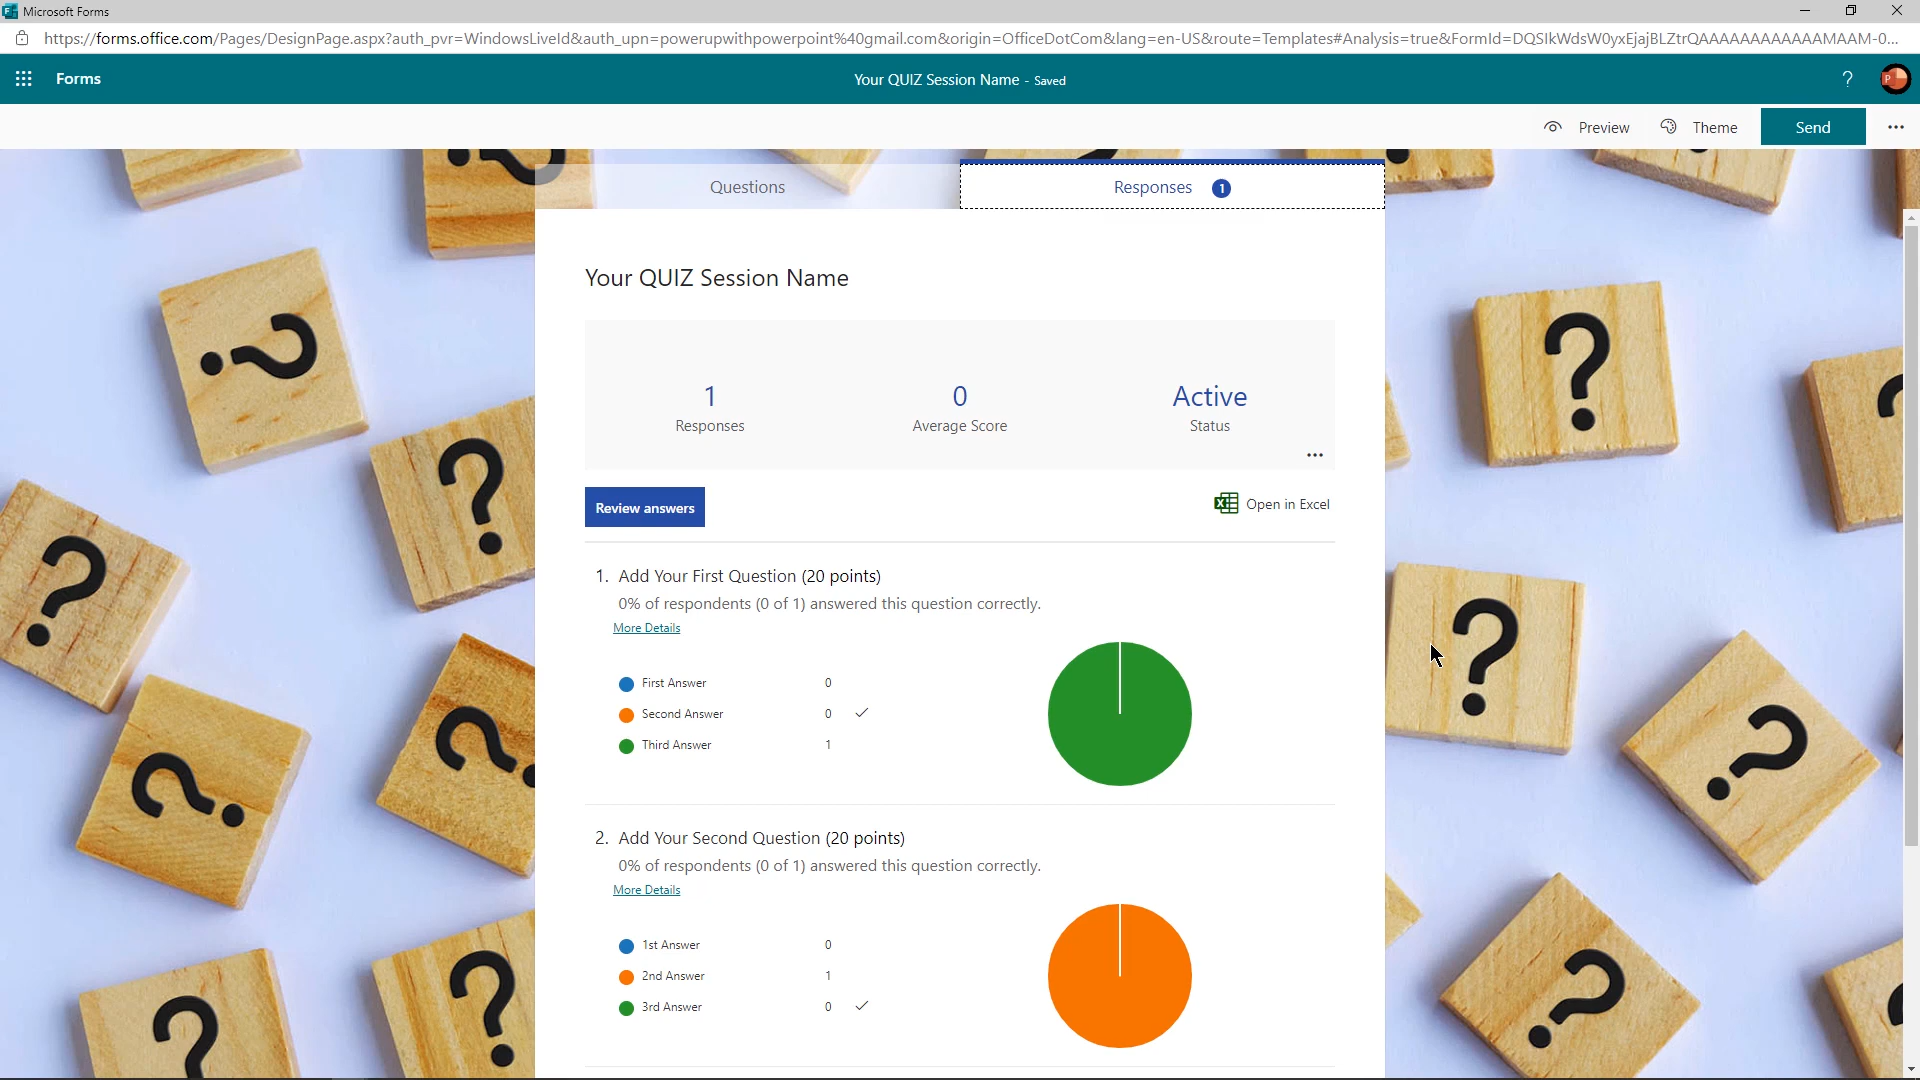 Microsoft Forms
https://forms.office.com/Pages/DesignPage.aspx?auth_pvr=WindowsLiveId&auth_upn=powerupwithpowerpoint%40gmail.com&origin=OfficeDotCom&lang=en-US&route=Templates#Analysis=true&FormId=DQSIkWdsW0yxEjajBLZtrQAAAAAAAAAAAAMAAM-0...
Forms
Your QUIZ Session Name - Saved
?
Preview
Theme
Send
Questions
Responses 1
Your QUIZ Session Name
1
0
Active
Responses
Average Score
Status
Review answers
Open in Excel
1. Add Your First Question (20 points)
0% of respondents (0 of 1) answered this question correctly.
More Details
First Answer 0
Second Answer 0
Third Answer 1
2. Add Your Second Question (20 points)
0% of respondents (0 of 1) answered this question correctly.
More Details
1st Answer 0
2nd Answer 1
3rd Answer 0